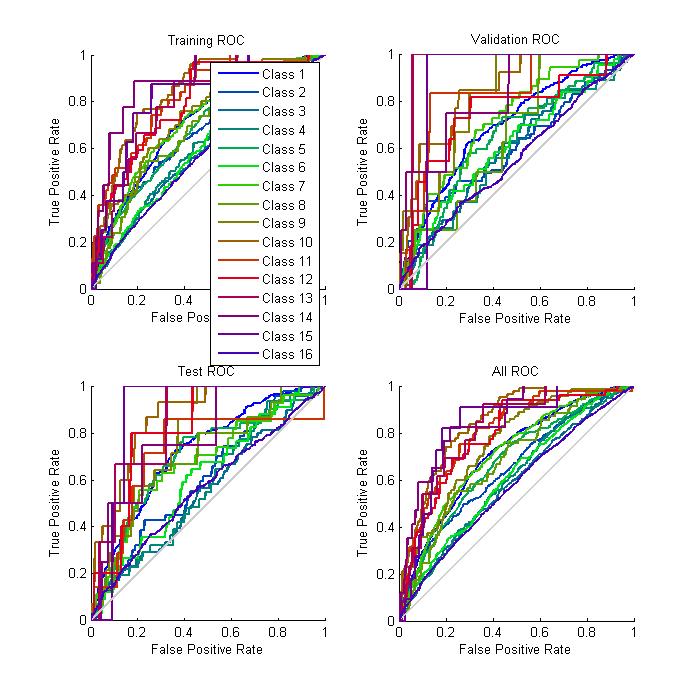 Training ROC
1
0.8
0.6
0.4
0.2
0
True Positive Rate
0 0.2 0.4 1
False Posi
Class 1
Class 2
Class 3
Class 4
Class 5
Class 6
Class 7
Class 8
Class 9
Class 10
Class 11
Class 12
Class 13
Class 14
Class 15
Class 16
Validation ROC
1
0.8
0.6
0.4
0.2
0
True Positive Rate
0 0.2 0.4 0.6 0.8 1
False Positive Rate
Test ROC
1
0.8
0.6
0.4
0.2
0
True Positive Rate
0 0.2 0.4 0.6 0.8 1
False Positive Rate
All ROC
1
0.8
0.6
0.4
0.2
0
True Positive Rate
0 0.2 0.4 0.6 0.8 1
False Positive Rate